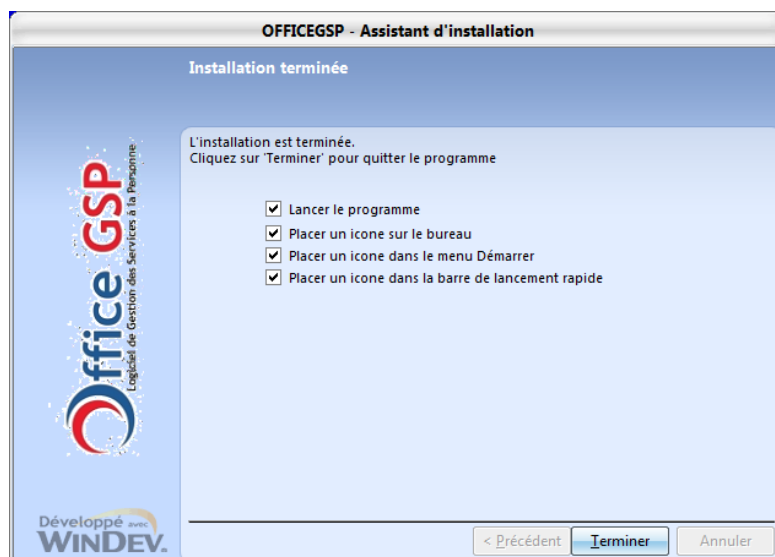 OFFICEGSP - Assistant d'installation
Installation terminée
L'installation est terminée.
Cliquez sur 'Terminer' pour quitter le programme
Lancer le programme
Placer un icone sur le bureau
Placer un icone dans le menu Démarrer
Placer un icone dans la barre de lancement rapide
Office GSP
Logiciel de Gestion des Services à la Personne
Développé avec
WINDEV.
< Précédent
Terminer
Annuler